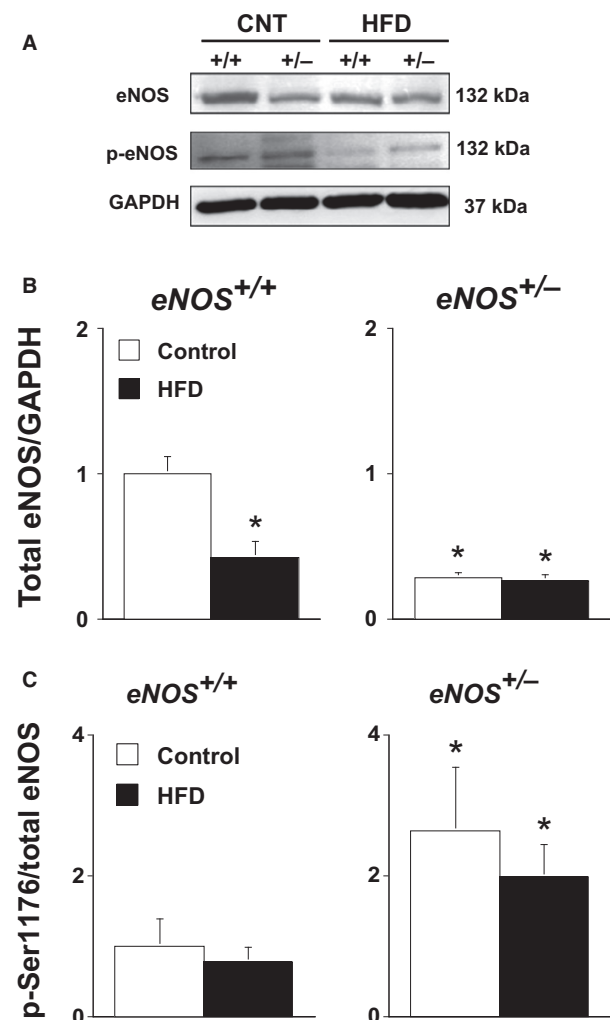 A
CNT HFD
+/+ +/– +/+ +/–
eNOS 132 kDa
p-eNOS 132 kDa
GAPDH 37 kDa
B
eNOS+/+ eNOS+/–
Total eNOS/GAPDH
2
1
0
Control
HFD
*
2
1
0
* *
C
eNOS+/+ eNOS+/–
p-Ser1176/total eNOS
4
2
0
Control
HFD
4
2
0
* *